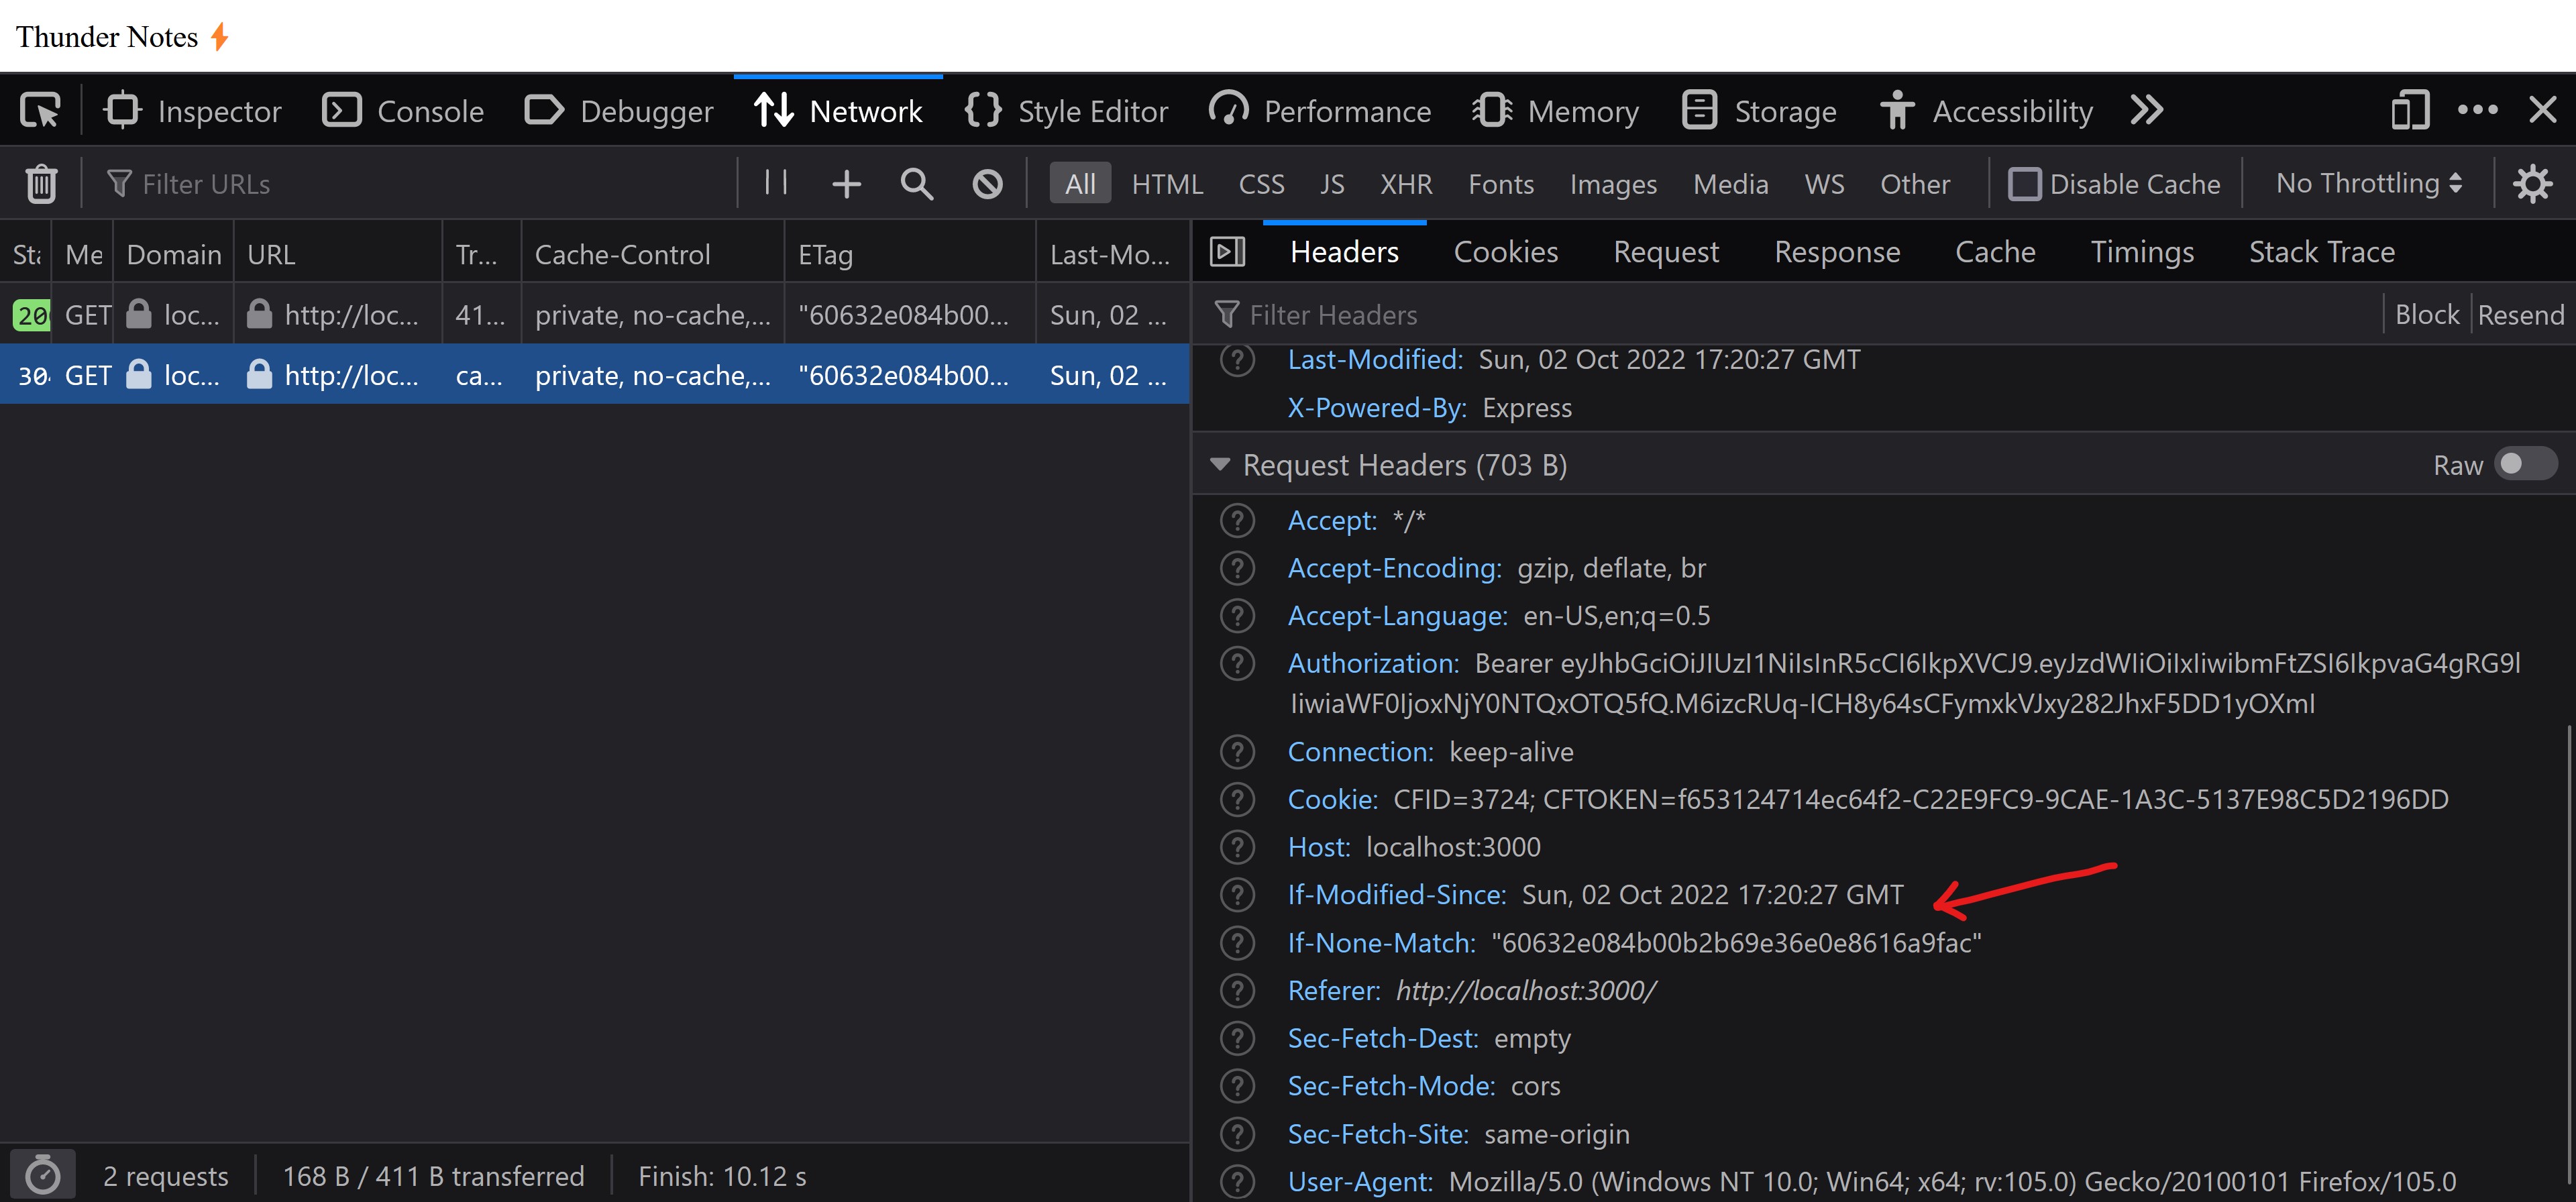 Thunder Notes
Inspector Console Debugger Network Style Editor Performance Memory Storage Accessibility
Filter URLs All HTML CSS JS XHR Fonts Images Media WS Other Disable Cache No Throttling
Sta Me Domain URL Tr... Cache-Control ETag Last-Mo...
200 GET loc... http://loc... 41... private, no-cache,... "60632e084b00... Sun, 02 ...
304 GET loc... http://loc... ca... private, no-cache,... "60632e084b00... Sun, 02 ...
2 requests 168 B / 411 B transferred Finish: 10.12 s
Headers Cookies Request Response Cache Timings Stack Trace
Filter Headers Block Resend
Last-Modified: Sun, 02 Oct 2022 17:20:27 GMT
X-Powered-By: Express
Request Headers (703 B) Raw
Accept: */*
Accept-Encoding: gzip, deflate, br
Accept-Language: en-US,en;q=0.5
Authorization: Bearer eyJhbGciOiJIUzI1NiIsInR5cCI6IkpXVCJ9.eyJzdWIiOiIxIiwibmFtZSI6IkpvaG4gRG9l
IiwiaWF0IjoxNjY0NTQxOTQ5fQ.M6izcRUq-ICH8y64sCFymxkVJxy282JhxF5DD1yOXmI
Connection: keep-alive
Cookie: CFID=3724; CFTOKEN=f653124714ec64f2-C22E9FC9-9CAE-1A3C-5137E98C5D2196DD
Host: localhost:3000
If-Modified-Since: Sun, 02 Oct 2022 17:20:27 GMT
If-None-Match: "60632e084b00b2b69e36e0e8616a9fac"
Referer: http://localhost:3000/
Sec-Fetch-Dest: empty
Sec-Fetch-Mode: cors
Sec-Fetch-Site: same-origin
User-Agent: Mozilla/5.0 (Windows NT 10.0; Win64; x64; rv:105.0) Gecko/20100101 Firefox/105.0